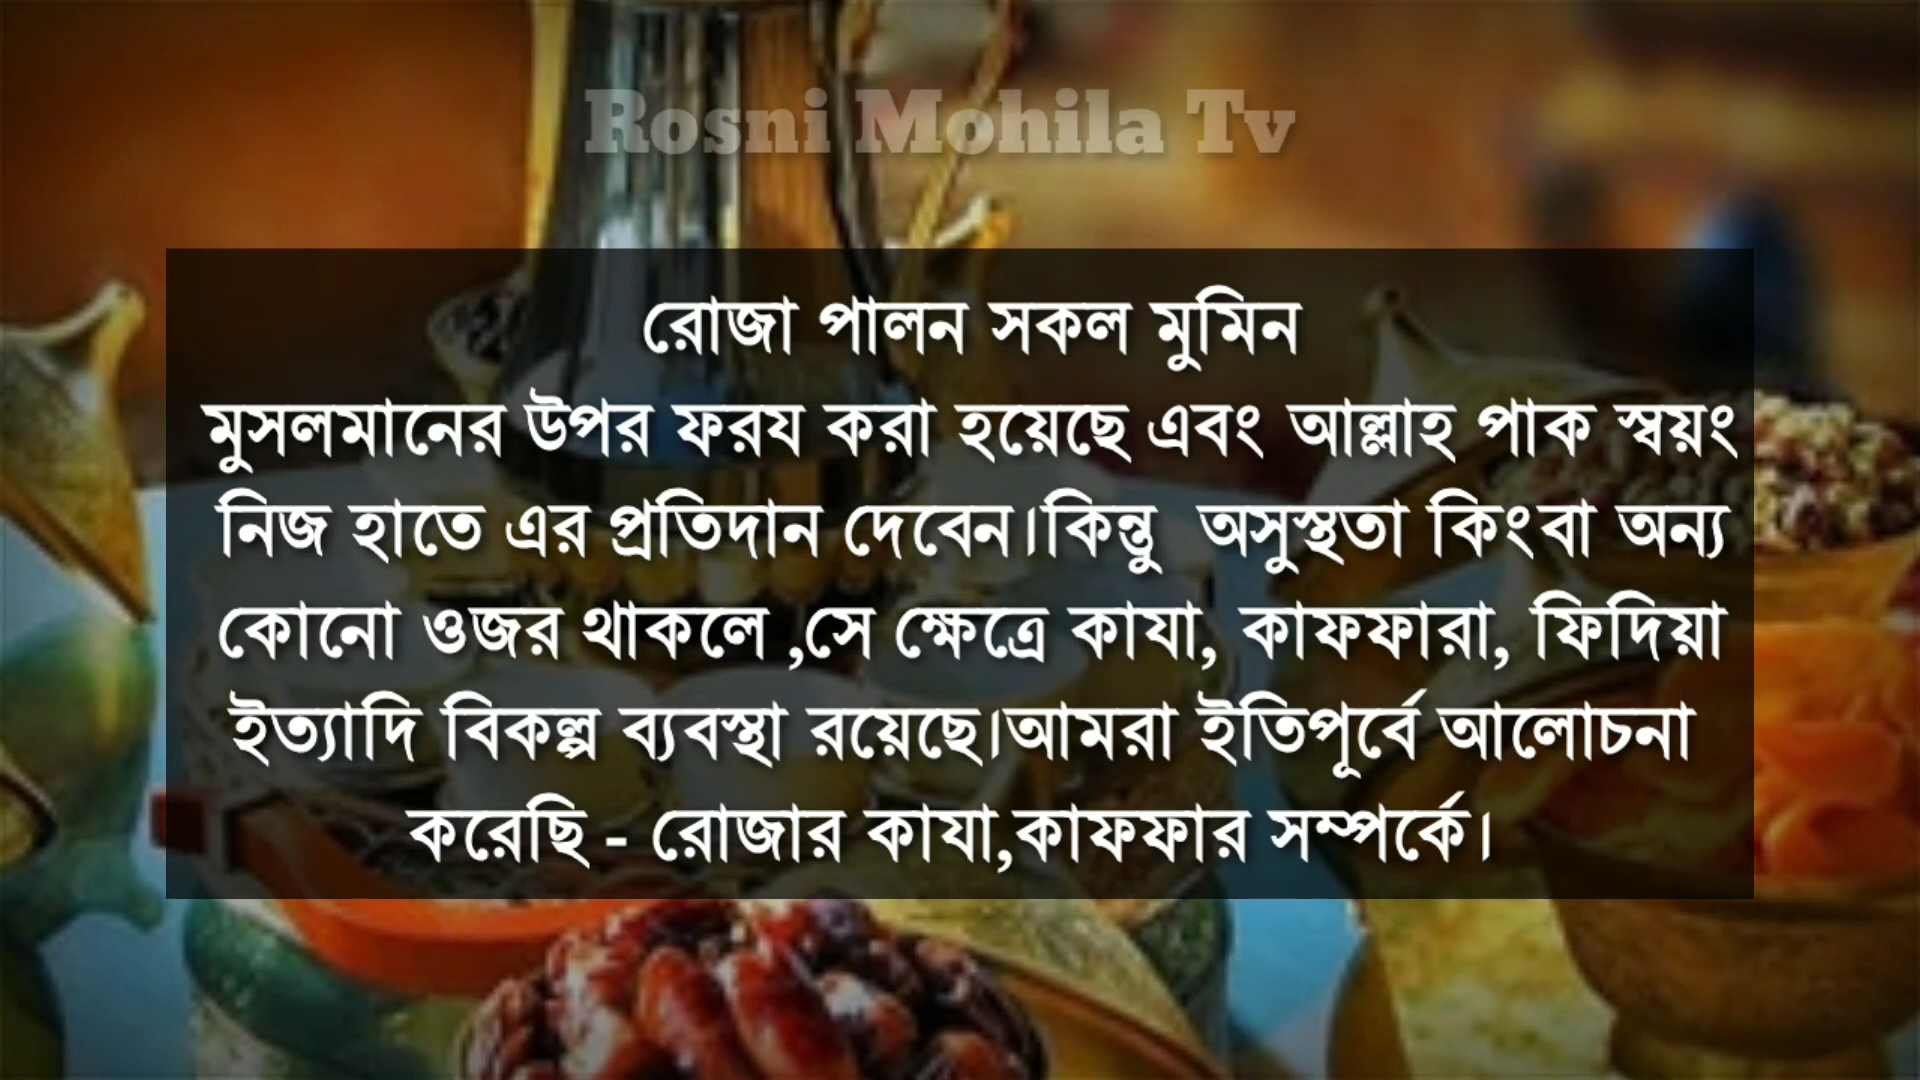 Rosni Mohila Tv
রোজা পালন সকল মুমিন
মুসলমানের উপর ফরয করা হয়েছে এবং আল্লাহ পাক স্বয়ং
নিজ হাতে এর প্রতিদান দেবেন।কিন্তু অসুস্থতা কিংবা অন্য
কোনো ওজর থাকলে ,সে ক্ষেত্রে কাযা, কাফফারা, ফিদিয়া
ইত্যাদি বিকল্প ব্যবস্থা রয়েছে।আমরা ইতিপূর্বে আলোচনা
করেছি - রোজার কাযা,কাফফার সম্পর্কে।